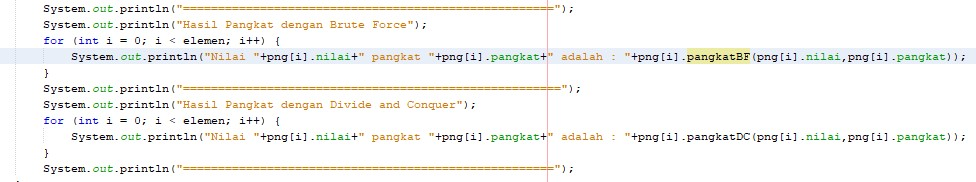 System.out.println("=====================================================");
System.out.println("Hasil Pangkat dengan Brute Force");
for (int i = 0; i < elemen; i++) {
System.out.println("Nilai "+png[i].nilai+" pangkat "+png[i].pangkat+" adalah : "+png[i].pangkatBF(png[i].nilai,png[i].pangkat));
}
System.out.println("======================================================");
System.out.println("Hasil Pangkat dengan Divide and Conquer");
for (int i = 0; i < elemen; i++) {
System.out.println("Nilai "+png[i].nilai+" pangkat "+png[i].pangkat+" adalah : "+png[i].pangkatDC(png[i].nilai,png[i].pangkat));
}
System.out.println("=====================================================");